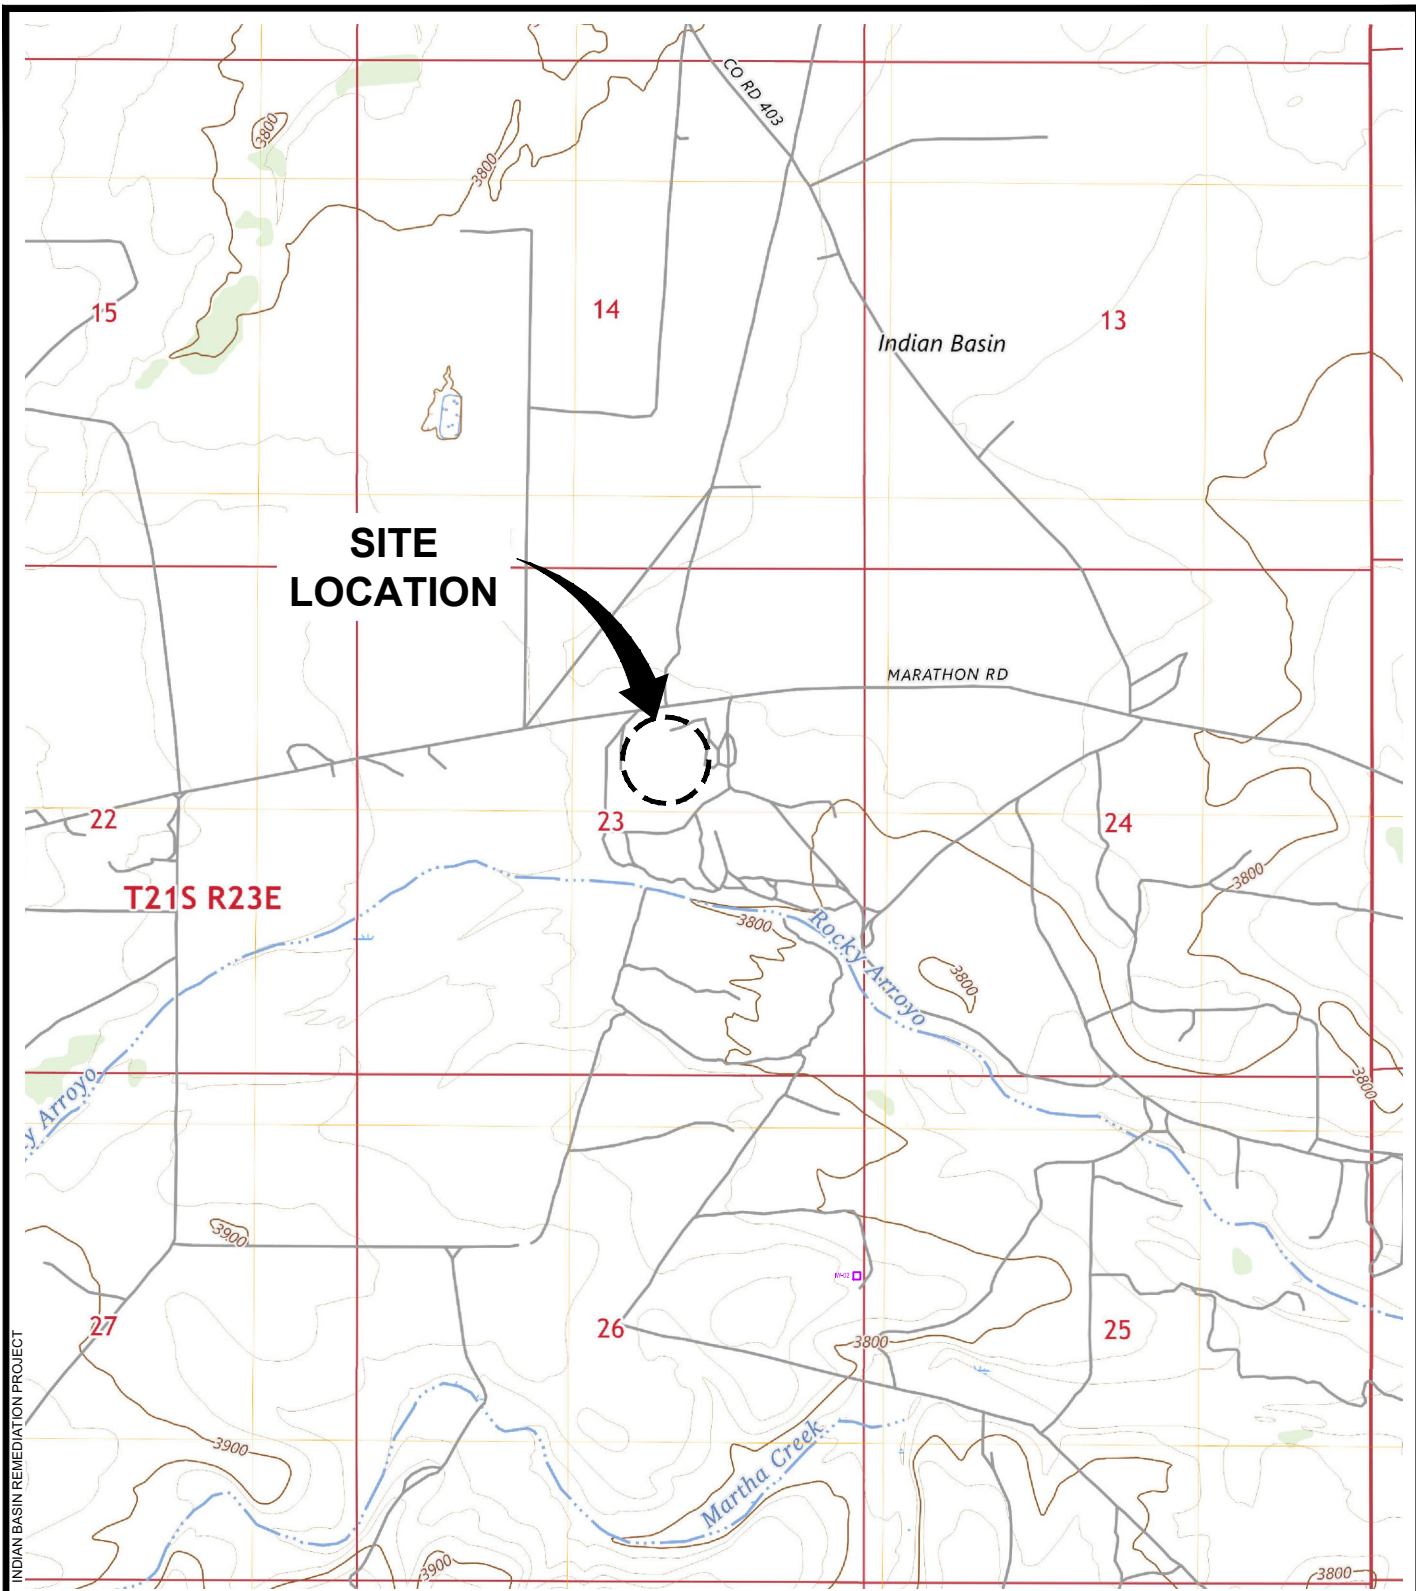 CO RD 403
3800
3800
15
14
13
Indian Basin
SITE
LOCATION
MARATHON RD
22
23
24
3800
T21S R23E
3800
Rocky Arroyo
3800
3800
y Arroyo
3900
27
26
25
3800
3900
Martha Creek
3900
3800
INDIAN BASIN REMEDIATION PROJECT